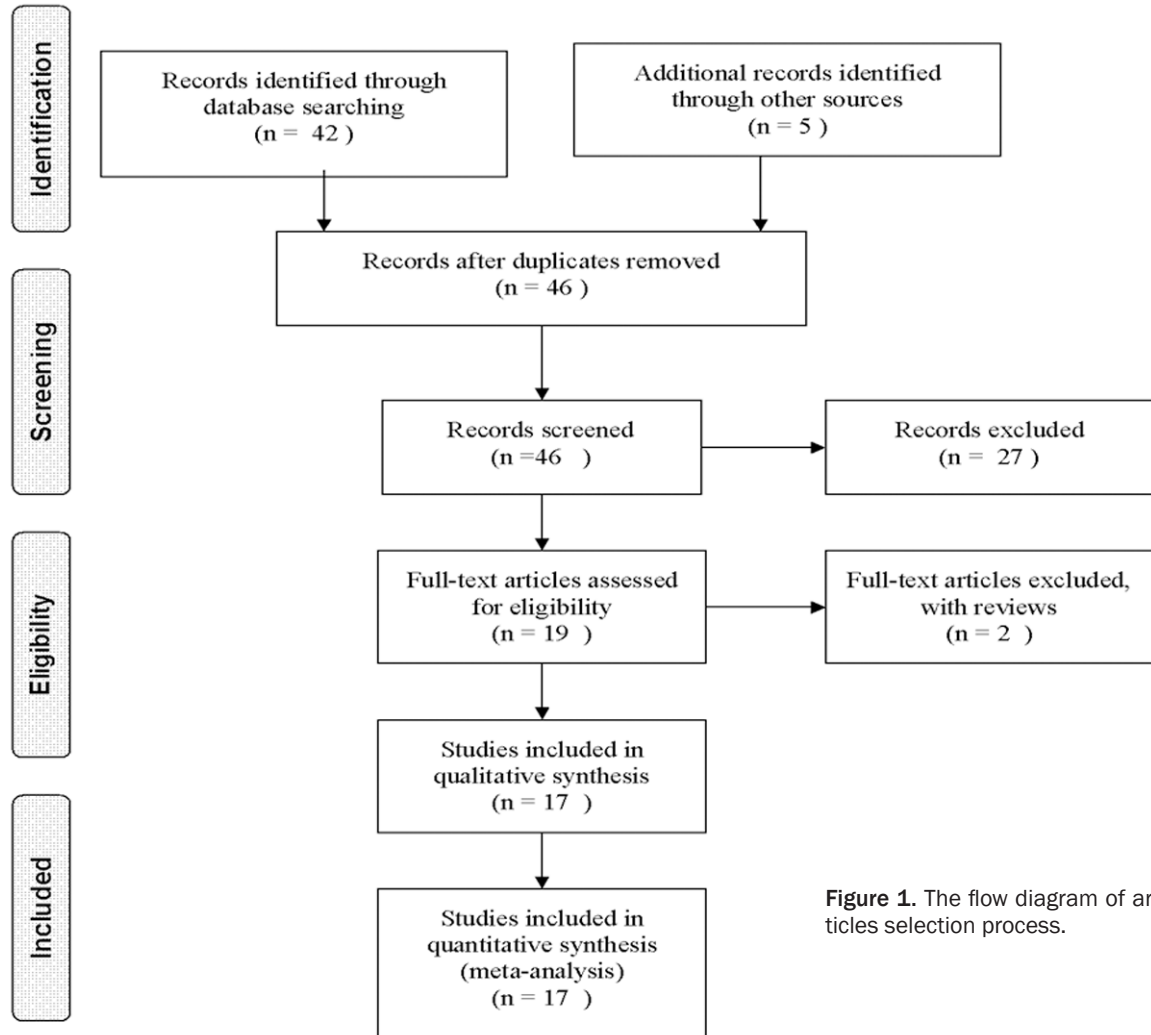 Identification
Records identified through
database searching
(n = 42 )
Additional records identified
through other sources
(n = 5 )
Records after duplicates removed
(n = 46 )
Screening
Records screened
(n =46 )
Records excluded
(n = 27 )
Eligibility
Full-text articles assessed
for eligibility
(n = 19 )
Full-text articles excluded,
with reviews
(n = 2 )
Studies included in
qualitative synthesis
(n = 17 )
Included
Studies included in
quantitative synthesis
(meta-analysis)
(n = 17 )
Figure 1. The flow diagram of ar
ticles selection process.